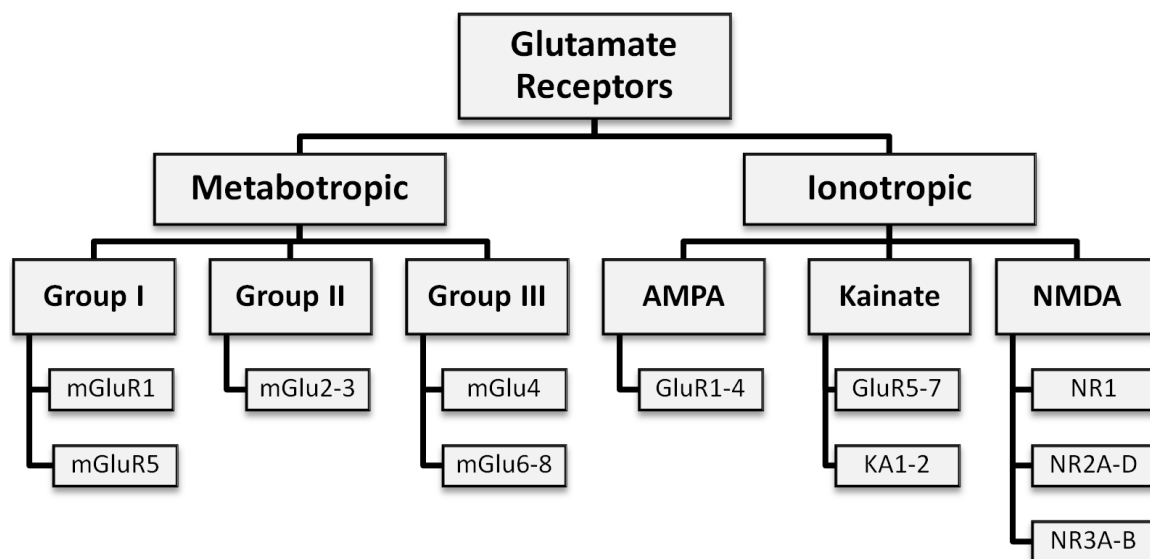 Glutamate
Receptors
Metabotropic
Ionotropic
Group I
Group II
Group III
AMPA
Kainate
NMDA
mGluR1
mGlu2-3
mGlu4
GluR1-4
GluR5-7
NR1
mGluR5
mGlu6-8
KA1-2
NR2A-D
NR3A-B